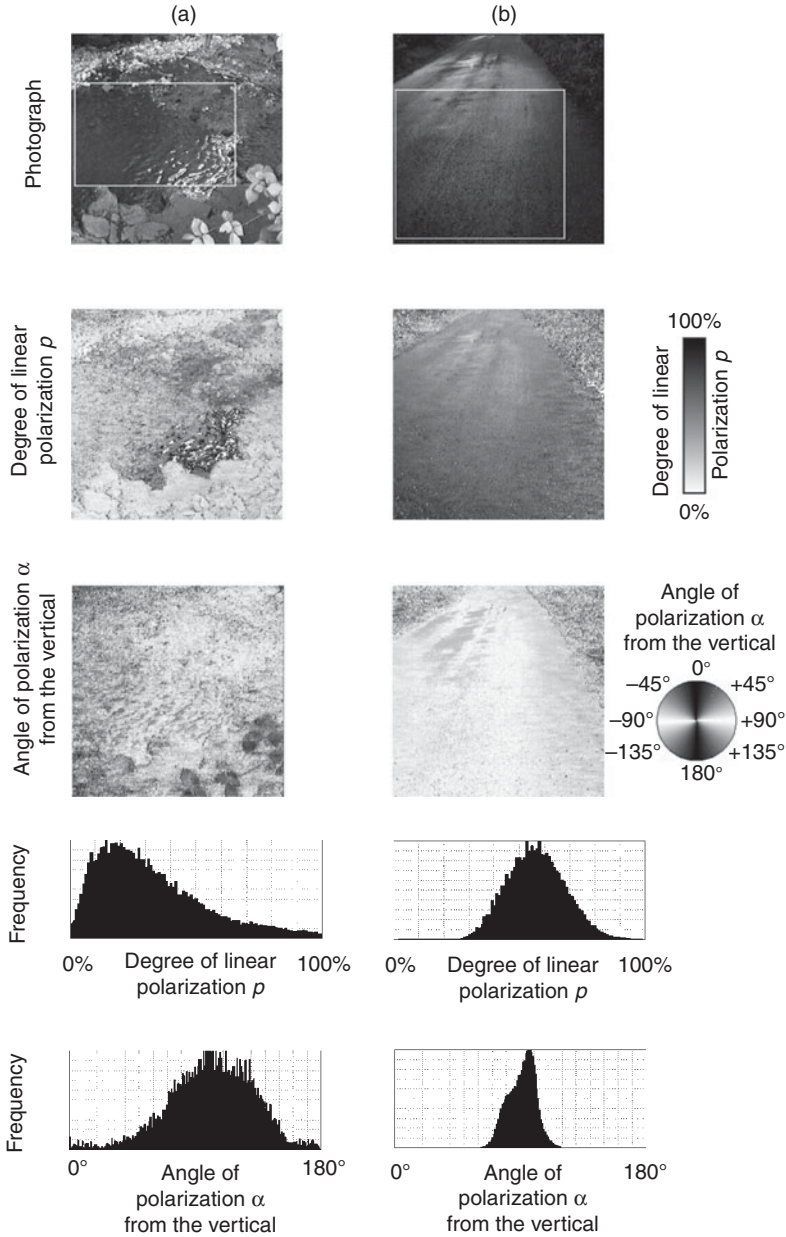 (a)
(b)
Photograph
Degree of linear
polarization p
100%
Degree of linear
Polarization p
0%
Angle of polarization α
from the vertical
Angle of
polarization α
from the vertical
0°
–45°
+45°
–90°
+90°
–135°
+135°
180°
Frequency
0%
Degree of linear
polarization p
100%
0%
Degree of linear
polarization p
100%
Frequency
0°
Angle of
polarization α
from the vertical
180°
0°
Angle of
polarization α
from the vertical
180°